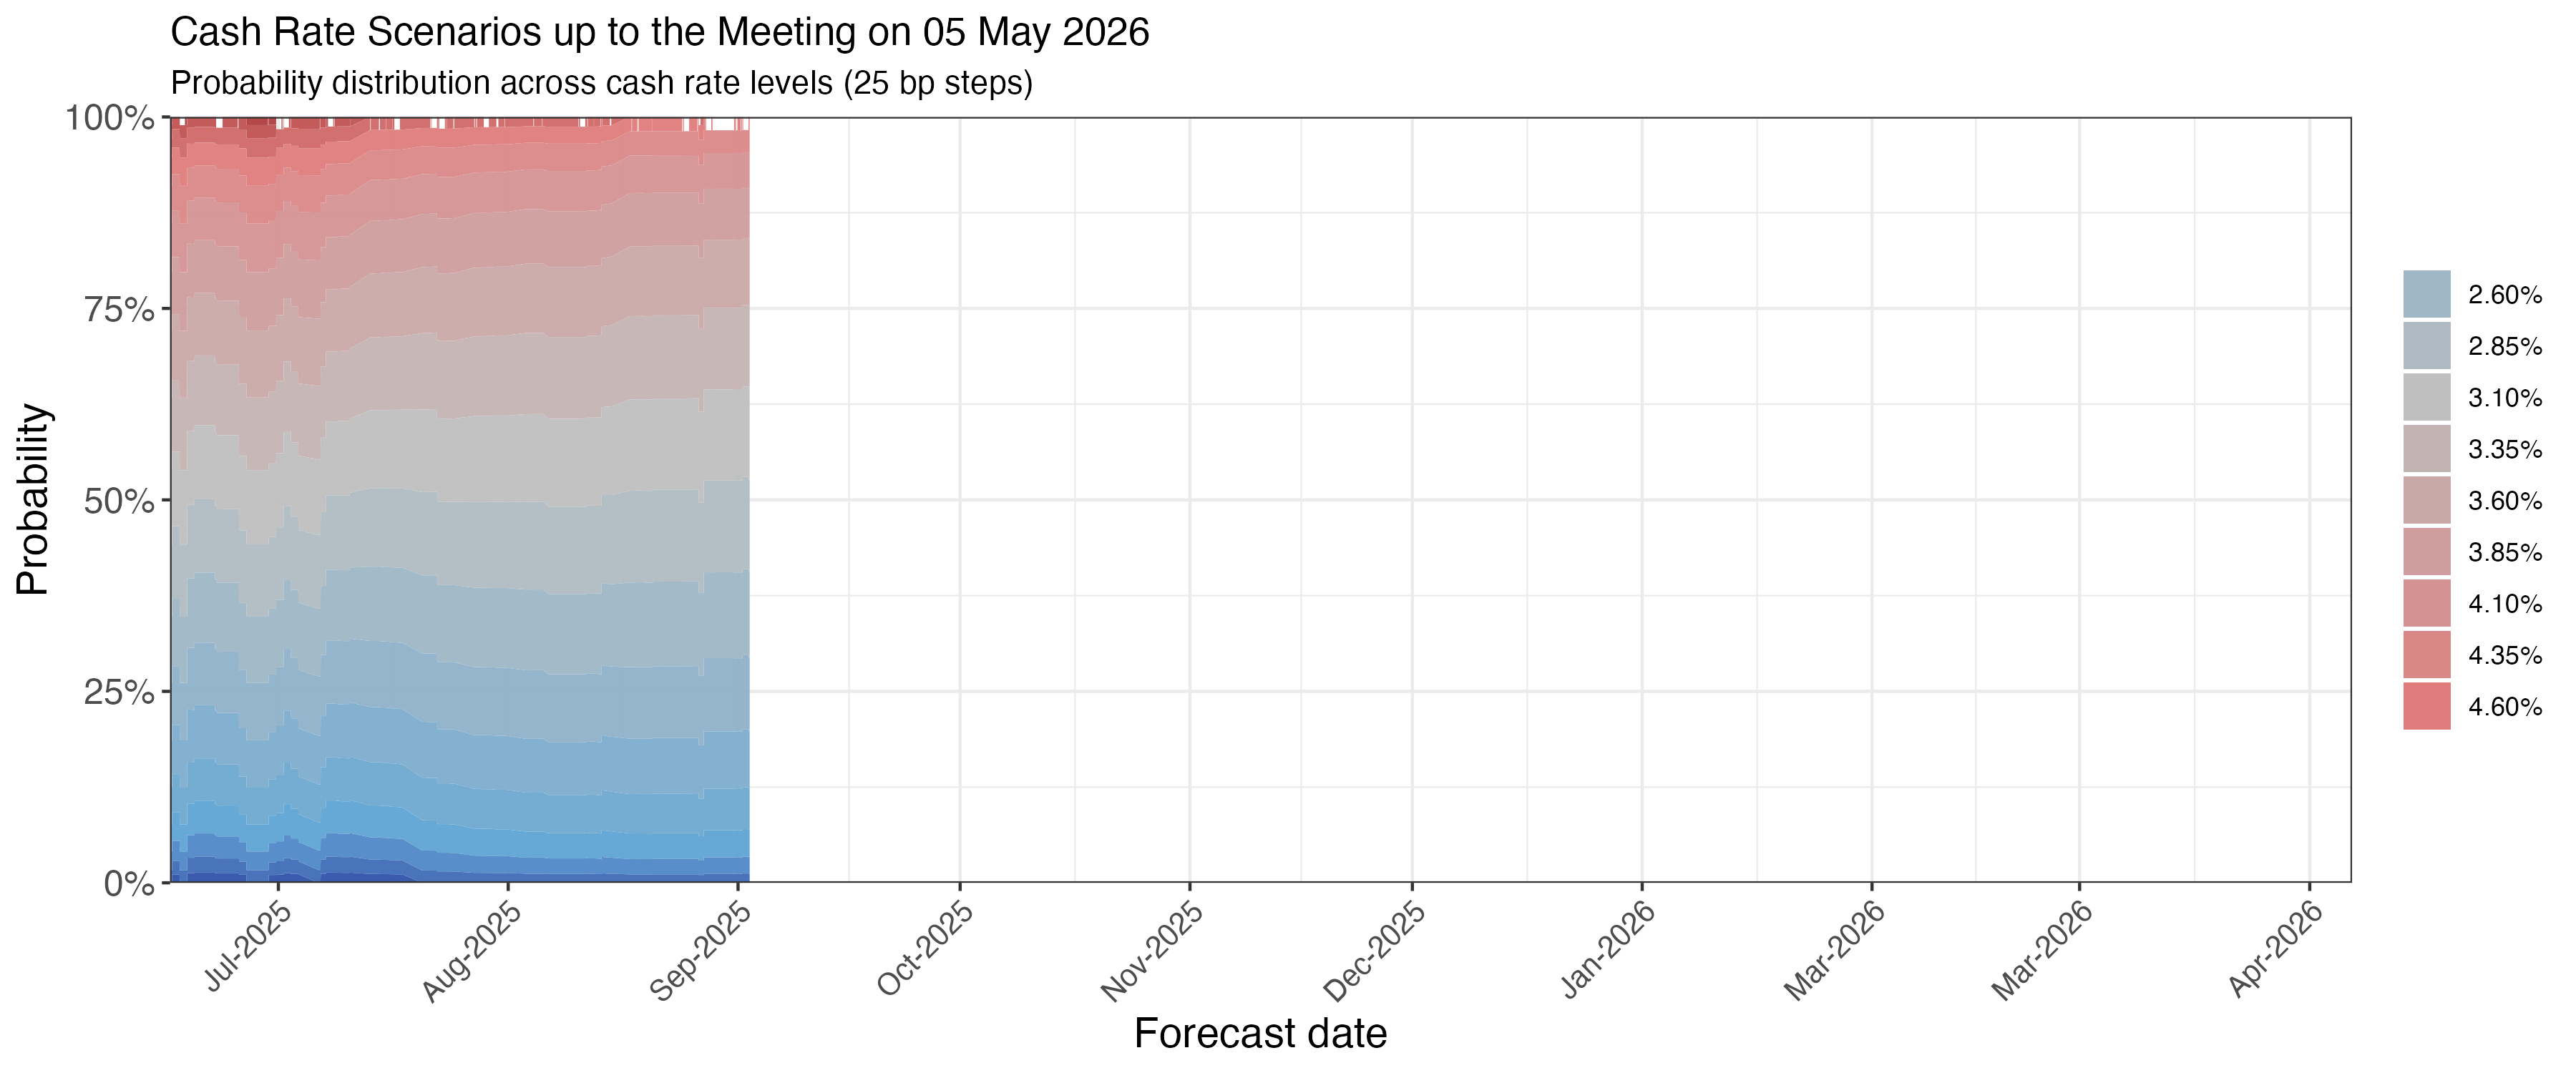 Cash Rate Scenarios up to the Meeting on 05 May 2026
Probability distribution across cash rate levels (25 bp steps)
100%
75%
50%
25%
0%
Probability
Jul-2025
Aug-2025
Sep-2025
Oct-2025
Nov-2025
Dec-2025
Jan-2026
Mar-2026
Mar-2026
Apr-2026
Forecast date
2.60%
2.85%
3.10%
3.35%
3.60%
3.85%
4.10%
4.35%
4.60%